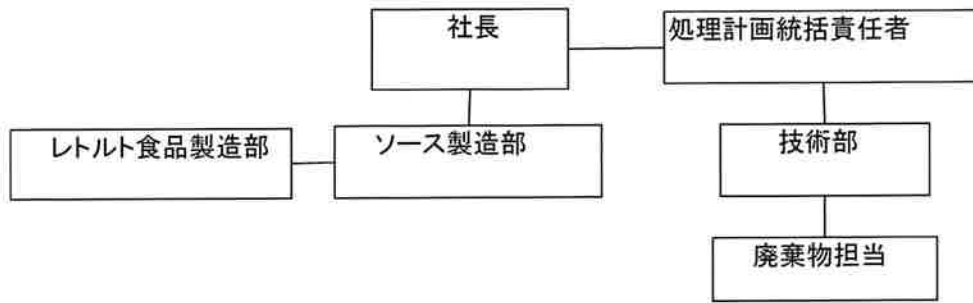 社長
処理計画統括責任者
レトルト食品製造部
ソース製造部
技術部
廃棄物担当